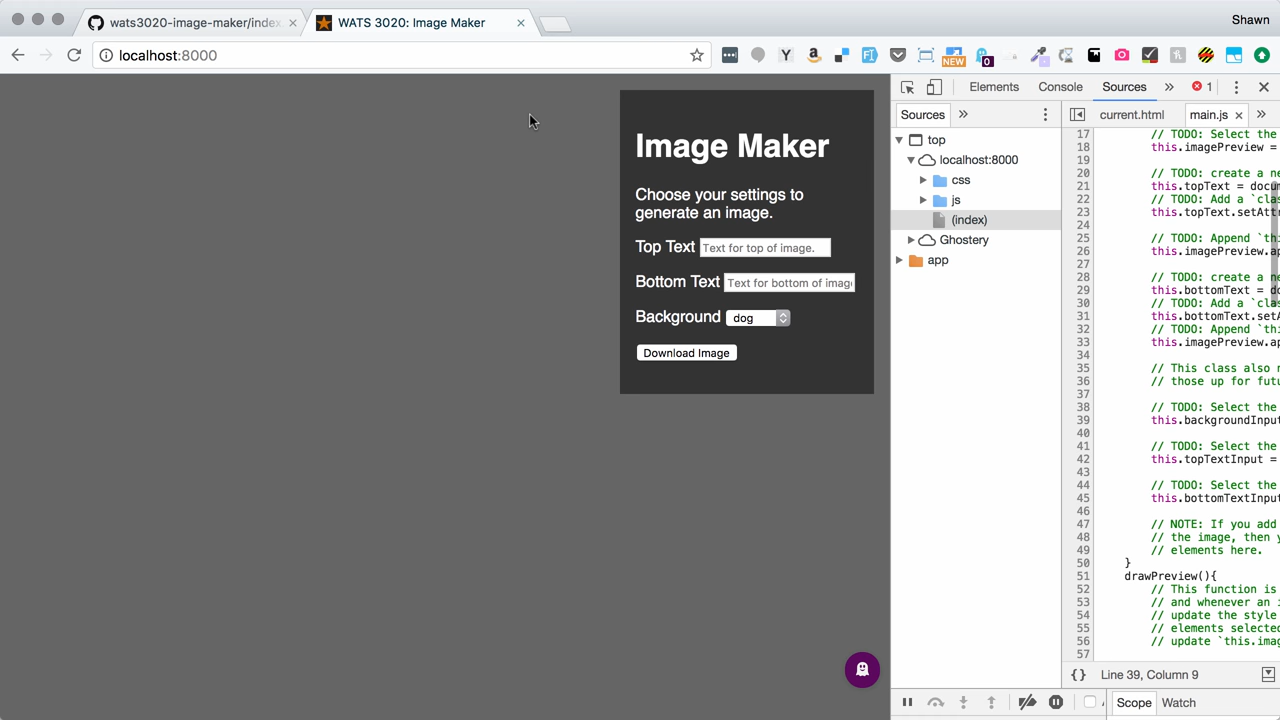 wats3020-image-maker/index
WATS 3020: Image Maker
Shawn
localhost:8000
NEW
0
Elements
Console
Sources
1
Image Maker
Choose your settings to
generate an image.
Top Text
Text for top of image.
Bottom Text
Text for bottom of imag
Background
dog
Download Image
Sources
current.html
main.js
top
localhost:8000
css
js
(index)
Ghostery
app
17 // TODO: Select the
18 this.imagePreview =
19
20 // TODO: create a ne
21 this.topText = docu
22 // TODO: Add a `clas
23 this.topText.setAtt
24
25 // TODO: Append `thi
26 this.imagePreview.ap
27
28 // TODO: create a ne
29 this.bottomText = do
30 // TODO: Add a `clas
31 this.bottomText.setA
32 // TODO: Append `thi
33 this.imagePreview.ap
34
35 // This class also n
36 // those up for futu
37
38 // TODO: Select the
39 this.backgroundInput
40
41 // TODO: Select the
42 this.topTextInput =
43
44 // TODO: Select the
45 this.bottomTextInput
46
47 // NOTE: If you add
48 // the image, then y
49 // elements here.
50 }
51 drawPreview(){
52 // This function is
53 // and whenever an i
54 // update the style
55 // elements selected
56 // update `this.imag
57
{} Line 39, Column 9
Scope
Watch